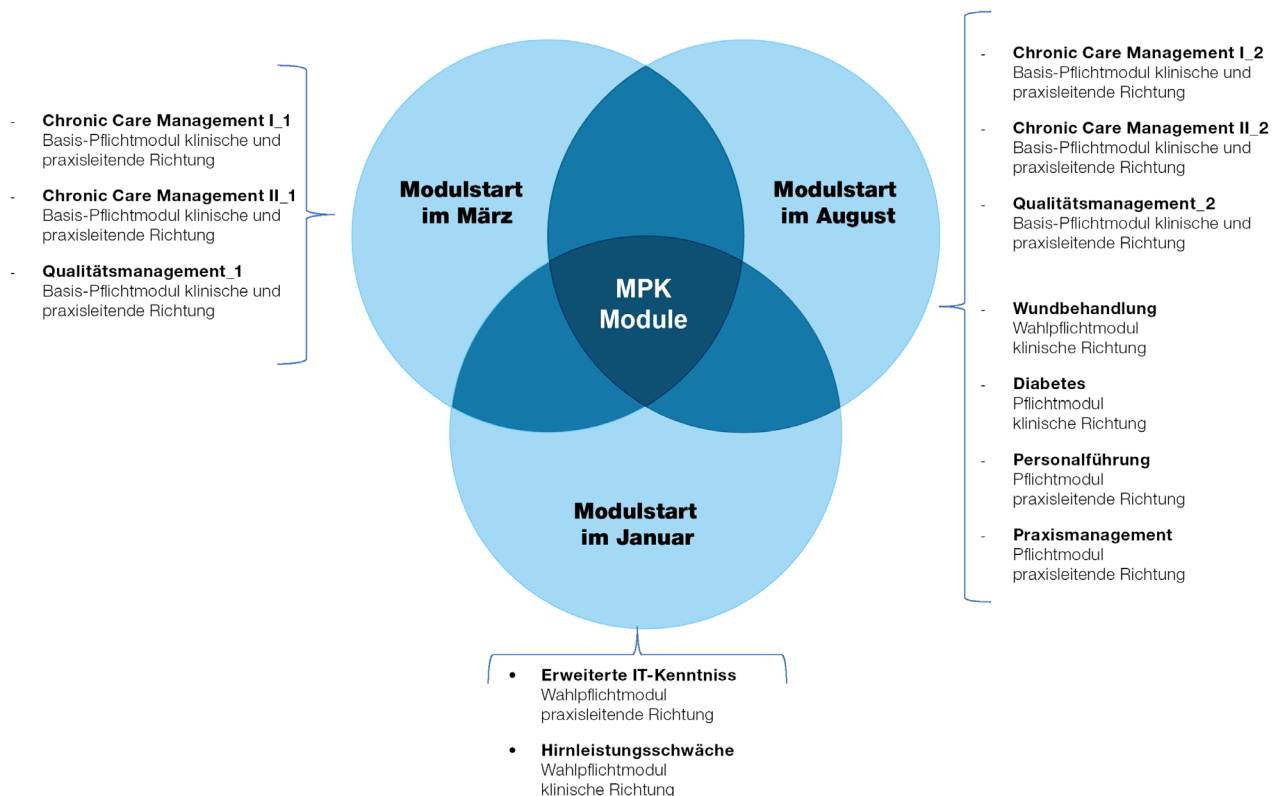 - Chronic Care Management I_1
Basis-Pflichtmodul klinische und
praxisleitende Richtung
- Chronic Care Management II_1
Basis-Pflichtmodul klinische und
praxisleitende Richtung
- Qualitätsmanagement_1
Basis-Pflichtmodul klinische und
praxisleitende Richtung
Modulstart
im März
Modulstart
im August
MPK
Module
Modulstart
im Januar
- Chronic Care Management I_2
Basis-Pflichtmodul klinische und
praxisleitende Richtung
- Chronic Care Management II_2
Basis-Pflichtmodul klinische und
praxisleitende Richtung
- Qualitätsmanagement_2
Basis-Pflichtmodul klinische und
praxisleitende Richtung
- Wundbehandlung
Wahlpflichtmodul
klinische Richtung
- Diabetes
Pflichtmodul
klinische Richtung
- Personalführung
Pflichtmodul
praxisleitende Richtung
- Praxismanagement
Pflichtmodul
praxisleitende Richtung
• Erweiterte IT-Kenntniss
Wahlpflichtmodul
praxisleitende Richtung
• Hirnleistungsschwäche
Wahlpflichtmodul
klinische Richtung